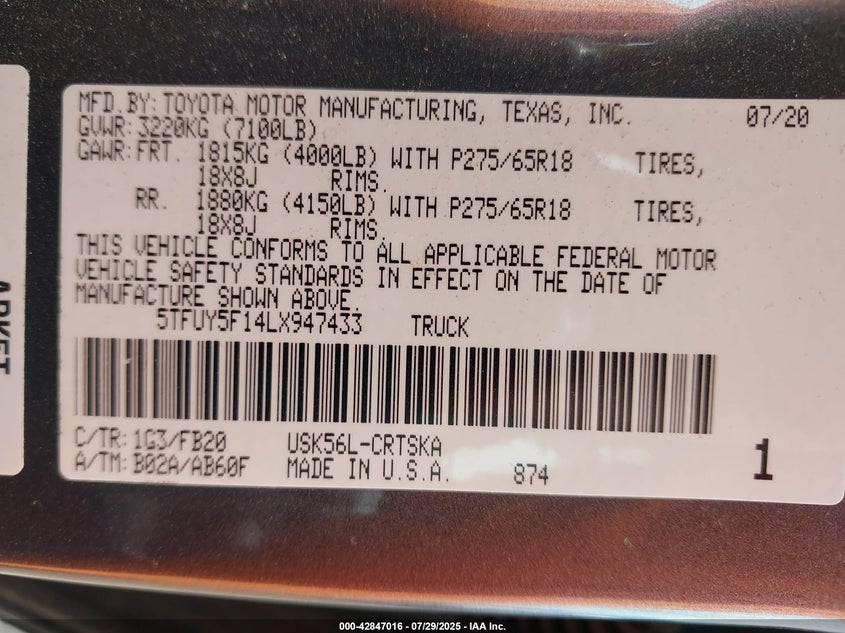 MFD.BY: TOYOTA MOTOR MANUFACTURING, TEXAS, INC. 07/20
GVWR: 3220KG (7100LB)
GAWR: FRT. 1815KG (4000LB) WITH P275/65R18 TIRES,
18X8J RIMS.
RR. 1880KG (4150LB) WITH P275/65R18 TIRES,
18X8J RIMS
THIS VEHICLE CONFORMS TO ALL APPLICABLE FEDERAL MOTOR
VEHICLE SAFETY STANDARDS IN EFFECT ON THE DATE OF
MANUFACTURE SHOWN ABOVE.
5TFUY5F14LX947433 TRUCK
C/TR: 1G3/FB20 USK56L-CRTSKA
A/TM: B02A/AB60F MADE IN U.S.A. 874 1
000-42847016 - 07/29/2025 - IAA Inc.